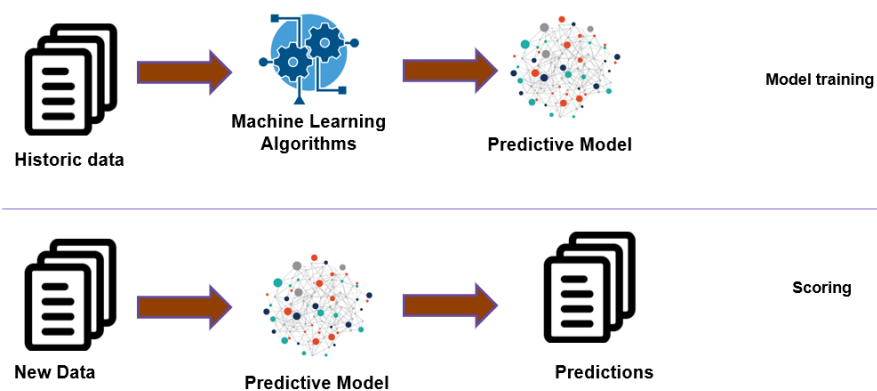 Model training
Machine Learning
Algorithms
Predictive Model
Historic data
Scoring
New Data
Predictive Model
Predictions